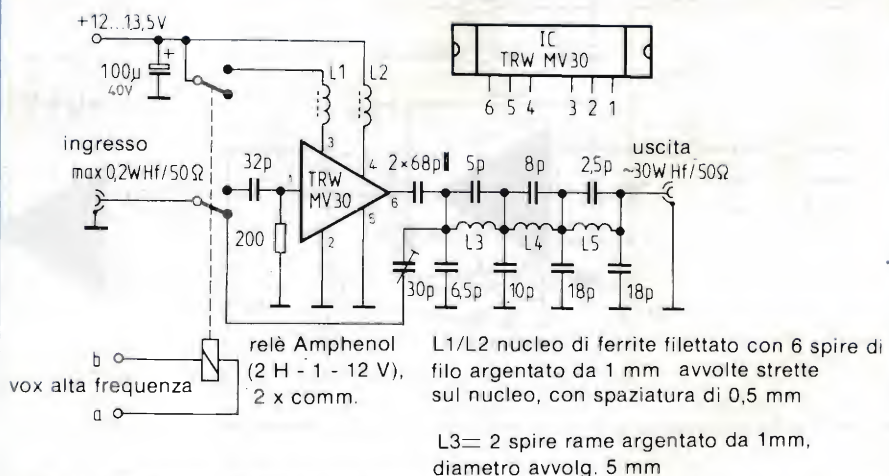 +12...13,5V
100µ
40V
+
L1
L2
IC
TRW MV30
6 5 4 3 2 1
ingresso
max 0,2WHf/50Ω
32p
1
200
3
TRW
MV30
2
4
5
6
2×68p
5p
8p
2,5p
uscita
~30W Hf/50Ω
L3
L4
L5
30p
6,5p
10p
18p
18p
b
vox alta frequenza
a
relè Amphenol
(2 H - 1 - 12 V),
2 x comm.
L1/L2 nucleo di ferrite filettato con 6 spire di
filo argentato da 1 mm avvolte strette
sul nucleo, con spaziatura di 0,5 mm
L3= 2 spire rame argentato da 1mm,
diametro avvolg. 5 mm